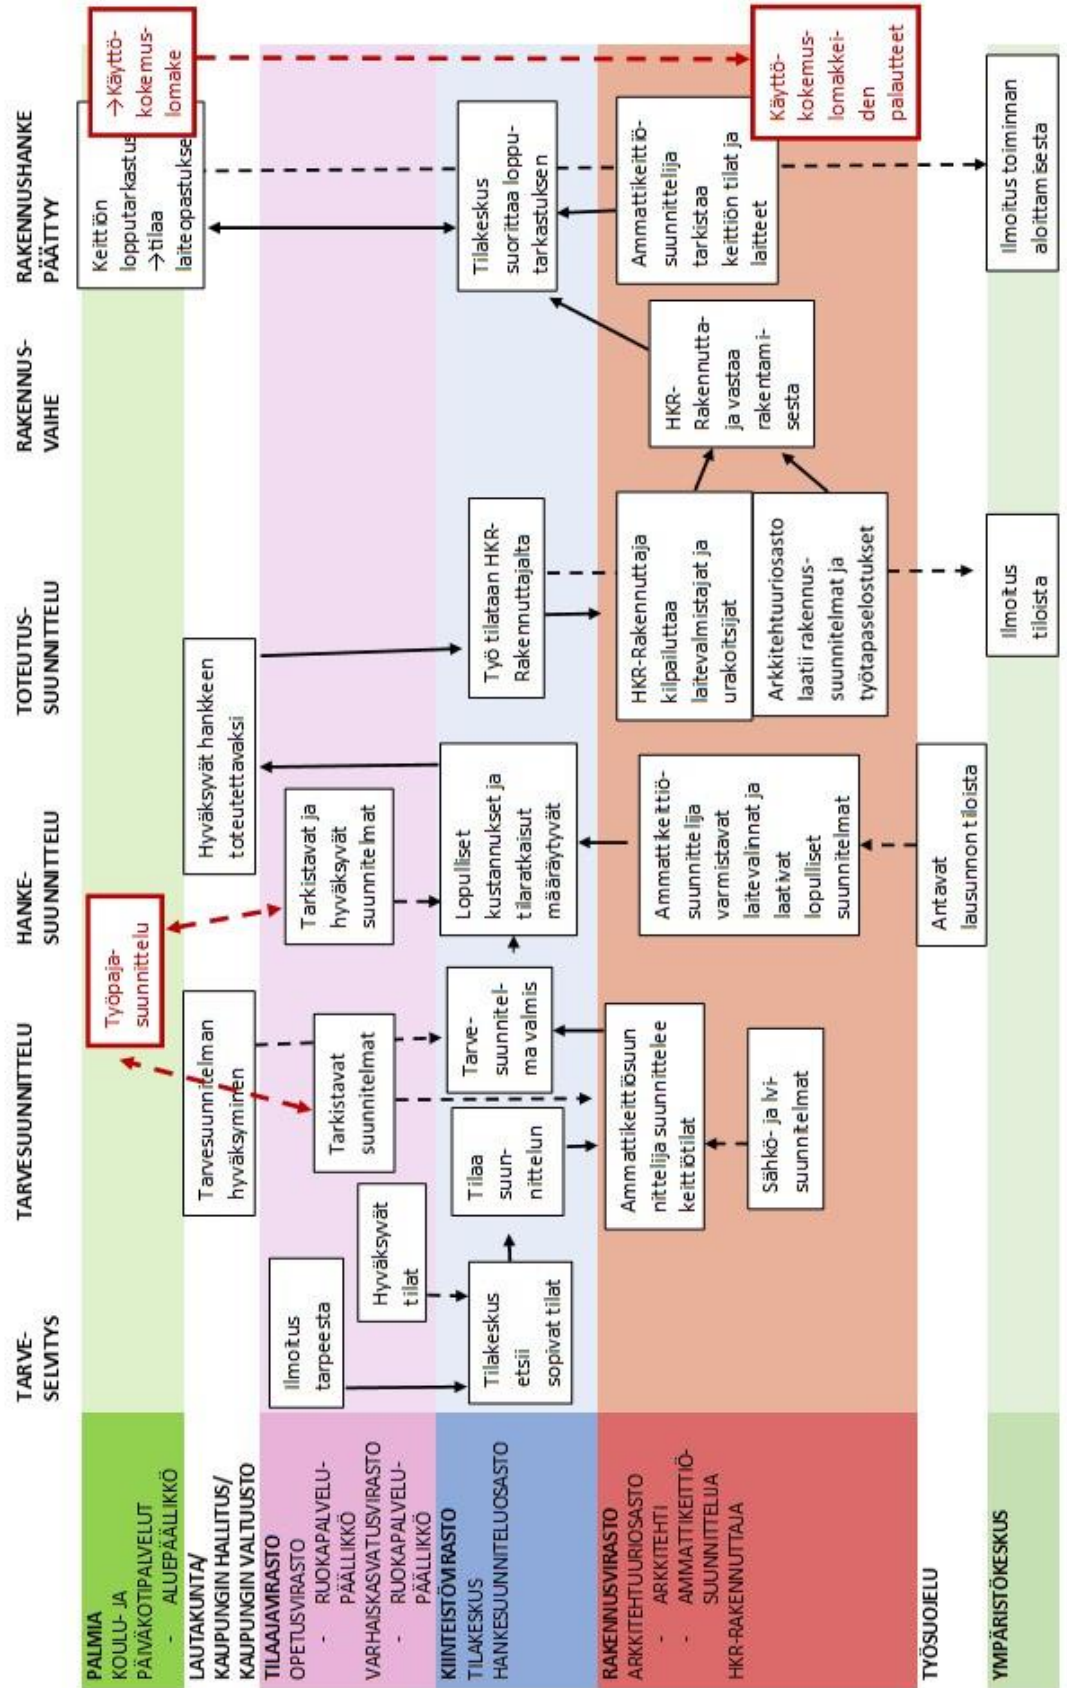 TARVE-
SELVITYS
TARVESUUNNITTELU
HANKE-
SUUNNITTELU
TOTEUTUS-
SUUNNITTELU
RAKENNUS-
VAIHE
RAKENNUSHANKE
PÄÄTTYY
PALMIA
KOULU- JA
PÄIVÄKOTIPALVELUT
- ALUEPÄÄLLIKKÖ
Työpaja-
suunnittelu
Keittiön
lopputarkastus
→tilaa
laiteopastukse
→Käyttö-
kokemus-
lomake
LAUTAKUNTA/
KAUPUNGIN HALLITUS/
KAUPUNGIN VALTUUSTO
Tarvesuunnitelman
hyväksyminen
Hyväksyvät hankkeen
toteutettavaksi
TILAAJAVIRASTO
OPETUSVIRASTO
- RUOKAPALVELU-
PÄÄLLIKKÖ
VARHAISKASVATUSVIRASTO
- RUOKAPALVELU-
PÄÄLLIKKÖ
Ilmoitus
tarpeesta
Hyväksyvät
tilat
Tarkistavat
suunnitelmat
Tarkistavat ja
hyväksyvät
suunnitelmat
KIINTEISTÖVIRASTO
TILAKESKUS
HANKESUUNNITELUOSASTO
Tilakeskus
etsii
sopivat tilat
Tilaa
suun-
nittelun
Tarve-
suunnitel-
ma valmis
Lopulliset
kustannukset ja
tilaratkaisut
määräytyvät
Työ tilataan HKR-
Rakennuttajalta
Tilakeskus
suorittaa loppu-
tarkastuksen
RAKENNUSVIRASTO
ARKKITEHTUURIOSASTO
- ARKKITEHTI
- AMMATTIKEITTIÖ-
SUUNNITTELIJA
HKR-RAKENNUTTAJA
Ammattikeittiösuun
nittelija suunnittelee
keittiötilat
Sähkö- ja lvi-
suunnitelmat
Ammattikeittiö-
suunnittelija
varmistavat
laitevalinnat ja
laativat
lopulliset
suunnitelmat
HKR-Rakennuttaja
kilpailuttaa
laitevalmistajat ja
urakoitsijat
Arkkitehtuuriosasto
laatii rakennus-
suunnitelmat ja
työtapaselostukset
HKR-
Rakennutta-
ja vastaa
rakentami-
sesta
Ammattikeittiö-
suunnittelija
tarkistaa
keittiön tilat ja
laitteet
Käyttö-
kokemus-
lomakkei-
den
palautteet
TYÖSUOJELU
Antavat
lausunnon tiloista
YMPÄRISTÖKESKUS
Ilmoitus
tiloista
Ilmoitus toiminnan
aloittamisesta